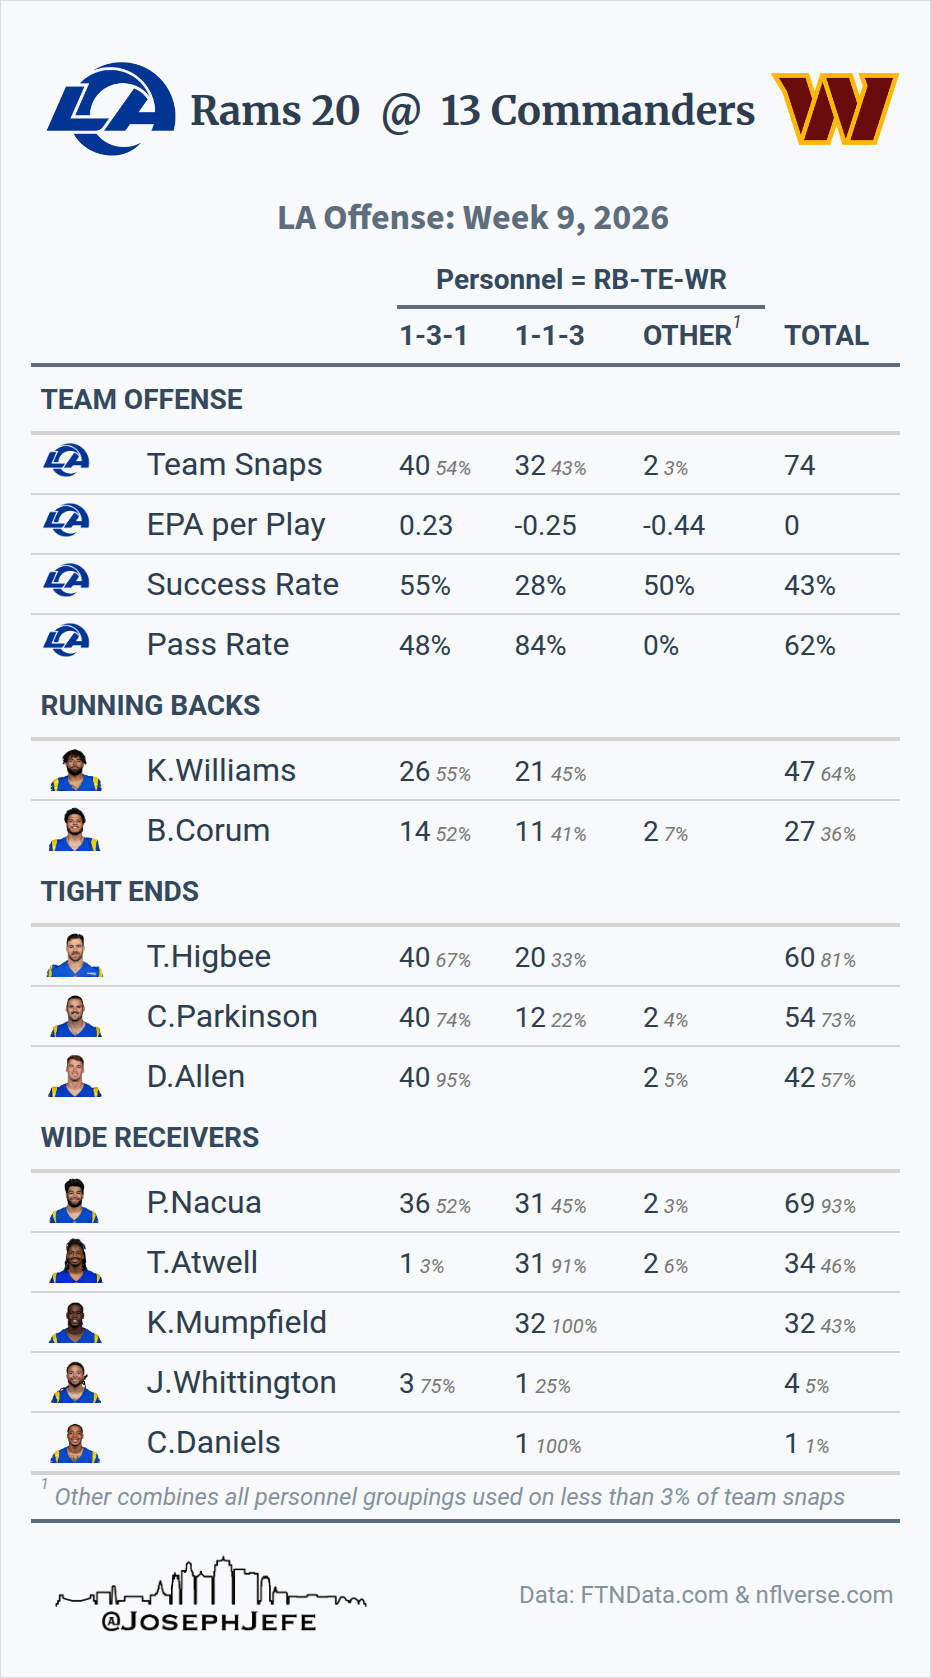 LA Rams 20 @ 13 Commanders W
LA Offense: Week 9, 2026
Personnel = RB-TE-WR
1-3-1 1-1-3 OTHER 1 TOTAL
TEAM OFFENSE
LA Team Snaps 40 54% 32 43% 2 3% 74
LA EPA per Play 0.23 -0.25 -0.44 0
LA Success Rate 55% 28% 50% 43%
LA Pass Rate 48% 84% 0% 62%
RUNNING BACKS
K.Williams 26 55% 21 45% 47 64%
B.Corum 14 52% 11 41% 2 7% 27 36%
TIGHT ENDS
T.Higbee 40 67% 20 33% 60 81%
C.Parkinson 40 74% 12 22% 2 4% 54 73%
D.Allen 40 95% 2 5% 42 57%
WIDE RECEIVERS
P.Nacua 36 52% 31 45% 2 3% 69 93%
T.Atwell 1 3% 31 91% 2 6% 34 46%
K.Mumpfield 32 100% 32 43%
J.Whittington 3 75% 1 25% 4 5%
C.Daniels 1 100% 1 1%
1 Other combines all personnel groupings used on less than 3% of team snaps
@JosephJefe Data: FTNData.com & nflverse.com